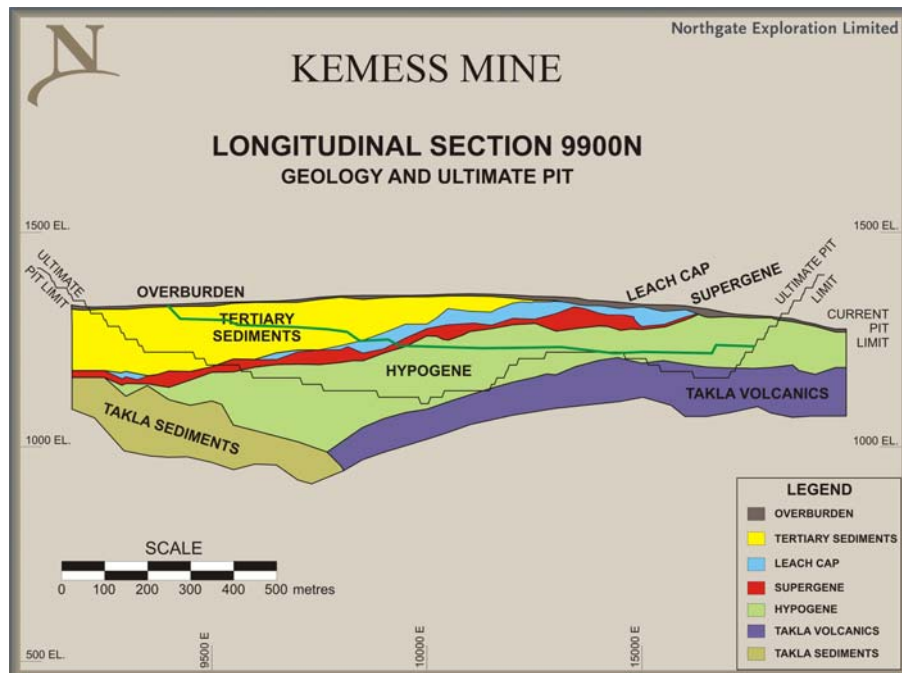 N
Northgate Exploration Limited
KEMESS MINE
LONGITUDINAL SECTION 9900N
GEOLOGY AND ULTIMATE PIT
1500 EL.
1500 EL.
ULTIMATE
PIT LIMIT
OVERBURDEN
LEACH CAP
SUPERGENE
ULTIMATE PIT
LIMIT
TERTIARY
SEDIMENTS
CURRENT
PIT
LIMIT
HYPOGENE
TAKLA VOLCANICS
TAKLA SEDIMENTS
1000 EL.
1000 EL.
LEGEND
OVERBURDEN
TERTIARY SEDIMENTS
LEACH CAP
SUPERGENE
HYPOGENE
TAKLA VOLCANICS
TAKLA SEDIMENTS
SCALE
0 100 200 300 400 500 metres
500 EL.
9500 E
10000 E
15000 E